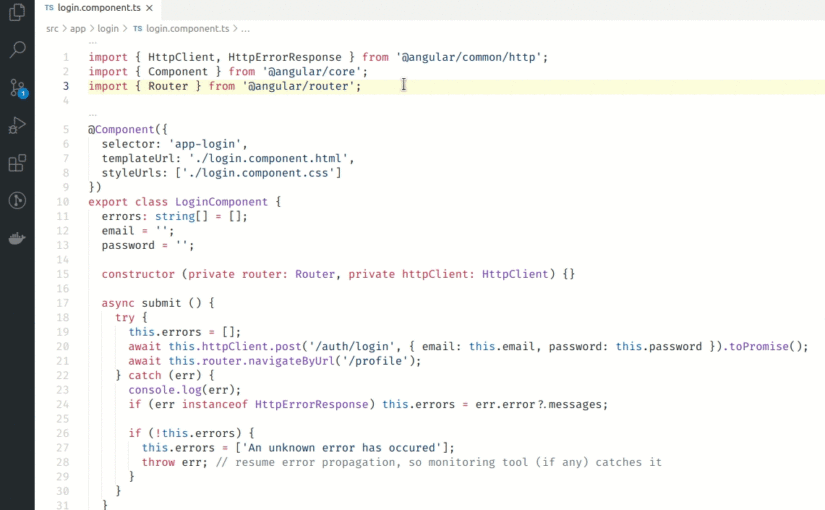 TS login.component.ts ×
src > app > login > TS login.component.ts > ...
...
1 import { HttpClient, HttpErrorResponse } from '@angular/common/http';
2 import { Component } from '@angular/core';
3 import { Router } from '@angular/router';
4
...
5 @Component({
6   selector: 'app-login',
7   templateUrl: './login.component.html',
8   styleUrls: ['./login.component.css']
9 })
10 export class LoginComponent {
11   errors: string[] = [];
12   email = '';
13   password = '';
14
15   constructor (private router: Router, private httpClient: HttpClient) {}
16
17   async submit () {
18     try {
19       this.errors = [];
20       await this.httpClient.post('/auth/login', { email: this.email, password: this.password }).toPromise();
21       await this.router.navigateByUrl('/profile');
22     } catch (err) {
23       console.log(err);
24       if (err instanceof HttpErrorResponse) this.errors = err.error?.messages;
25
26       if (!this.errors) {
27         this.errors = ['An unknown error has occured'];
28         throw err; // resume error propagation, so monitoring tool (if any) catches it
29       }
30     }
31   }
1